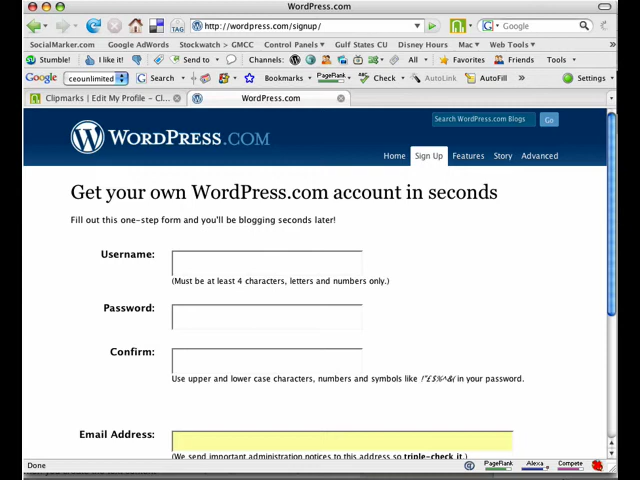 WordPress.com
http://wordpress.com/signup/
Google
SocialMarker.com Google AdWords Stockwatch > GMCC Control Panels Gulf States CU Disney Hours Mac Web Tools
Stumble! I like it! Send to Channels: All Favorites Friends Tools
Google ceounlimited Search Bookmarks PageRank Check AutoLink AutoFill Settings
Clipmarks | Edit My Profile - Cl... WordPress.com
Search WordPress.com Blogs Go
WORDPRESS.COM
Home Sign Up Features Story Advanced
Get your own WordPress.com account in seconds
Fill out this one-step form and you'll be blogging seconds later!
Username:
(Must be at least 4 characters, letters and numbers only.)
Password:
Confirm:
Use upper and lower case characters, numbers and symbols like !"£$%^&( in your password.
Email Address:
(We send important administration notices to this address so triple-check it.)
Done PageRank Alexa Compete